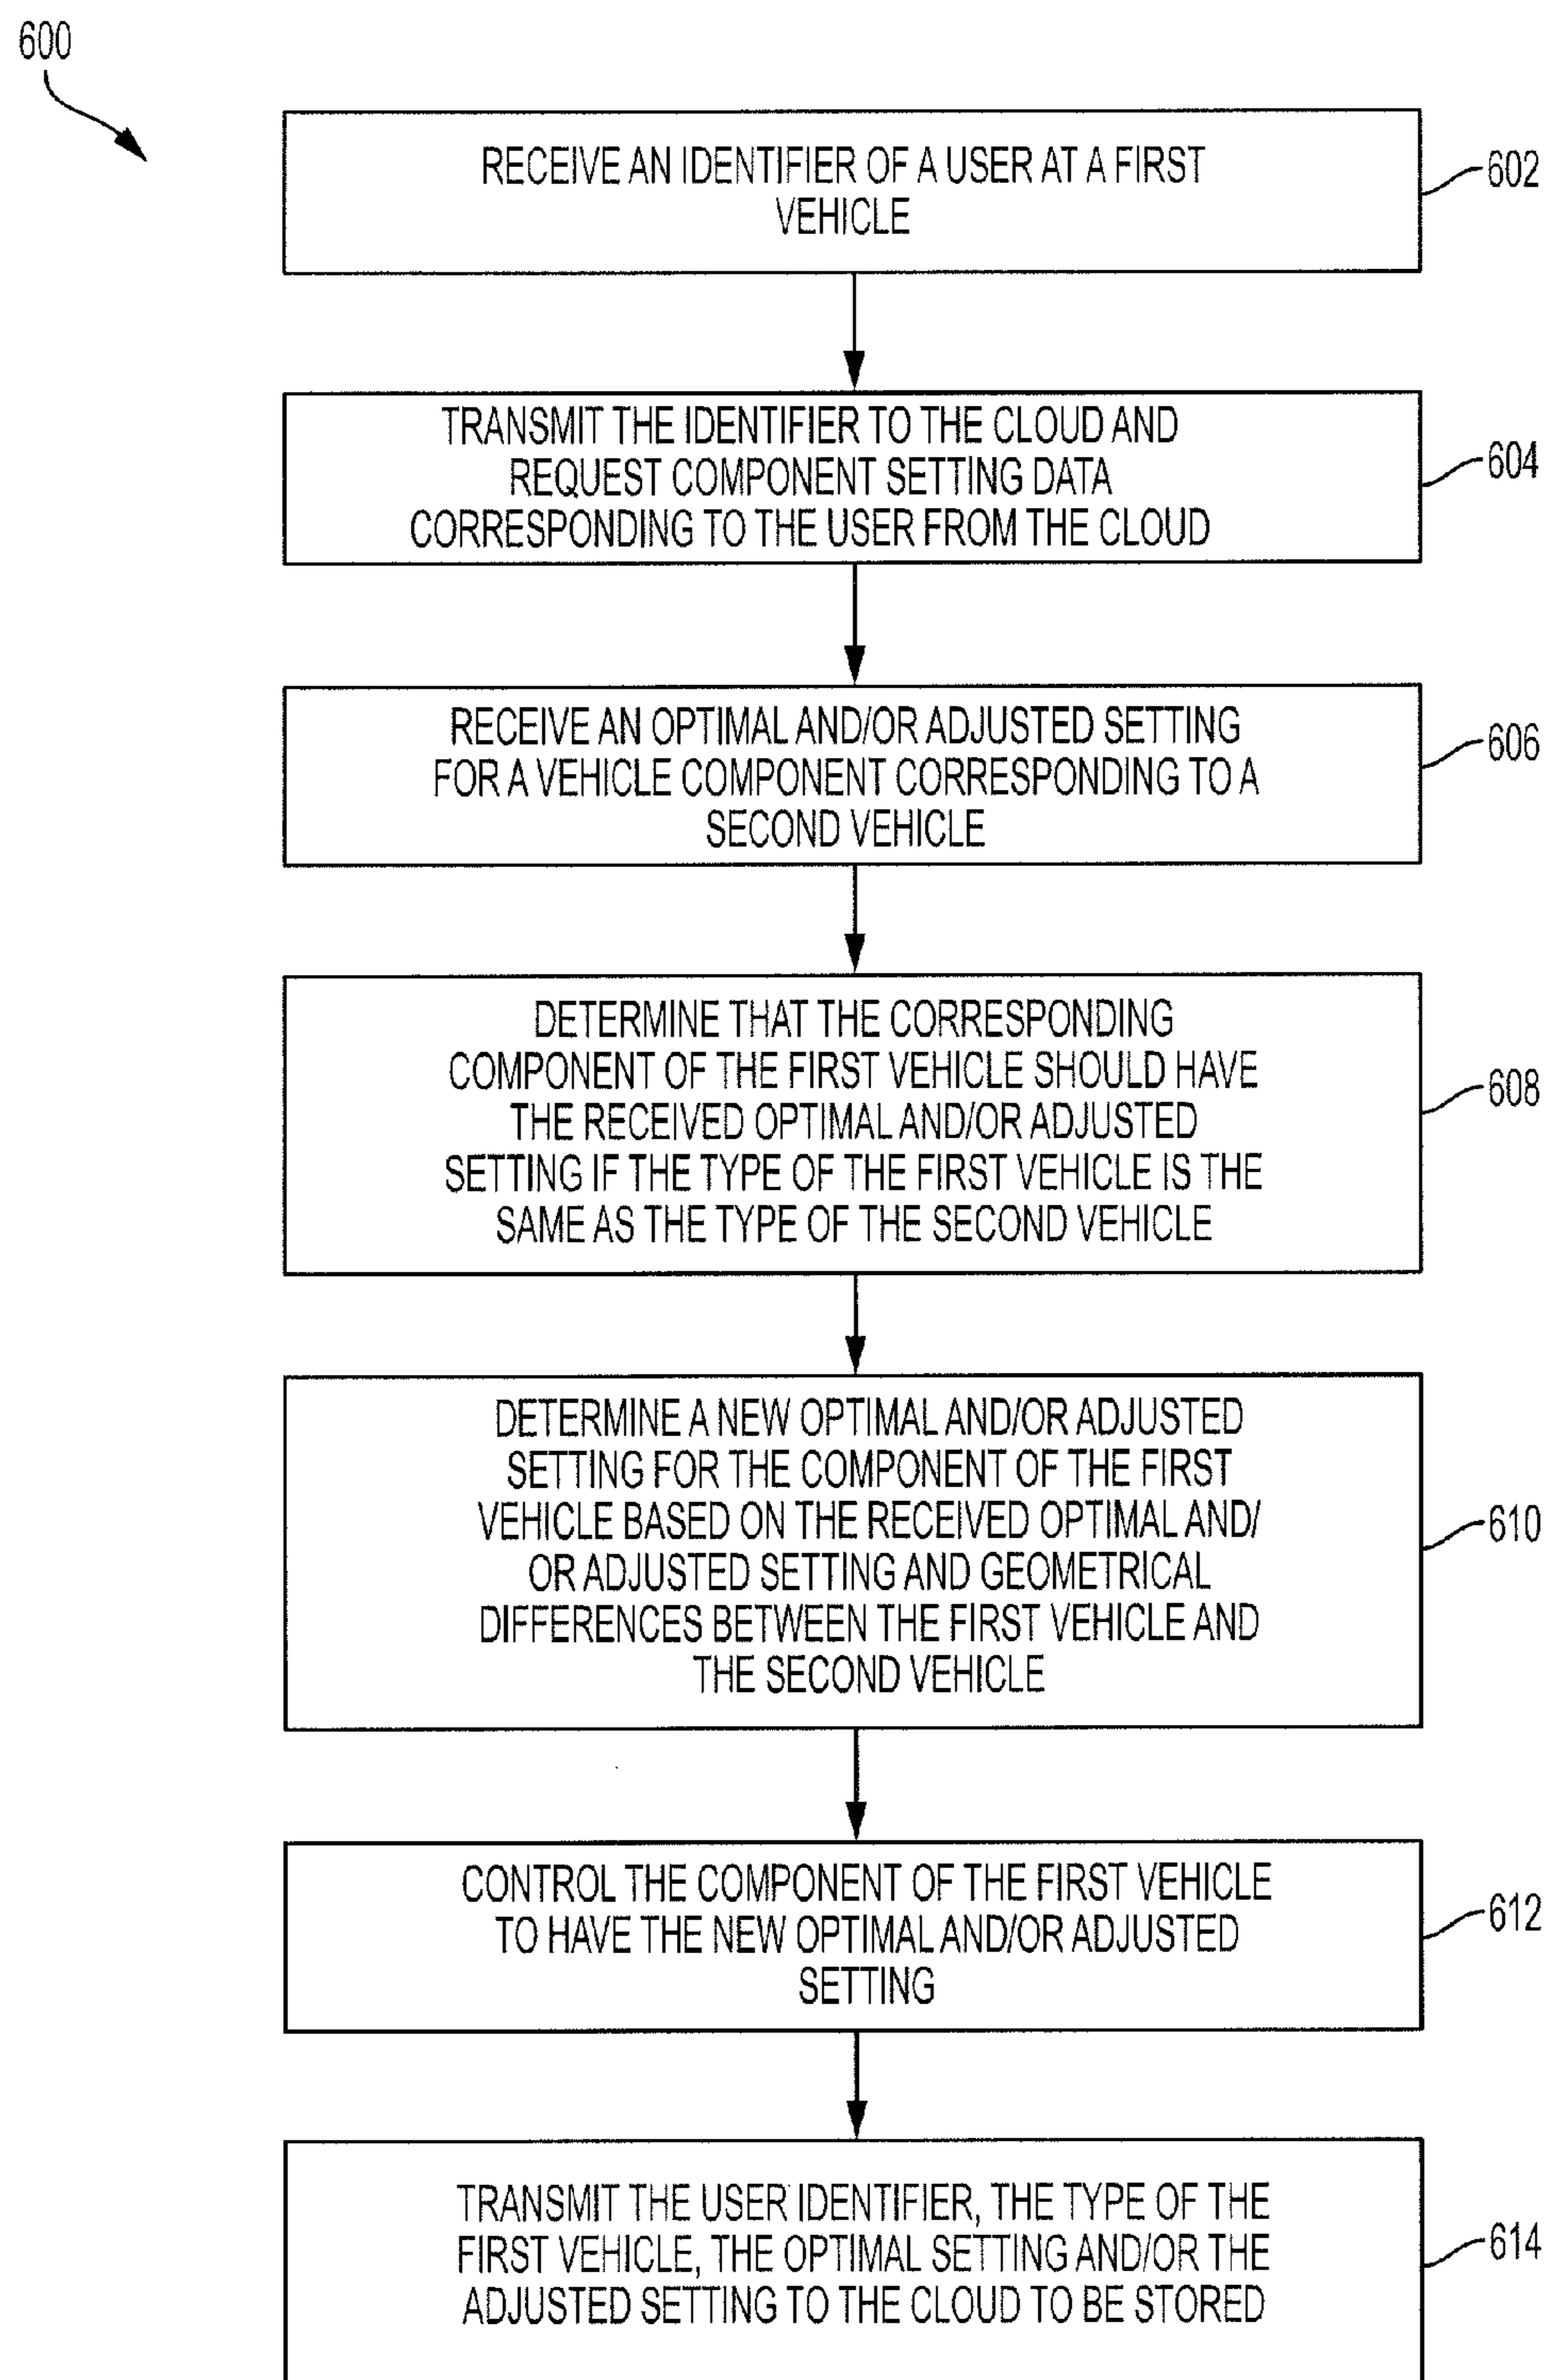 600
RECEIVE AN IDENTIFIER OF A USER AT A FIRST
VEHICLE
602
TRANSMIT THE IDENTIFIER TO THE CLOUD AND
REQUEST COMPONENT SETTING DATA
CORRESPONDING TO THE USER FROM THE CLOUD
604
RECEIVE AN OPTIMAL AND/OR ADJUSTED SETTING
FOR A VEHICLE COMPONENT CORRESPONDING TO A
SECOND VEHICLE
606
DETERMINE THAT THE CORRESPONDING
COMPONENT OF THE FIRST VEHICLE SHOULD HAVE
THE RECEIVED OPTIMAL AND/OR ADJUSTED
SETTING IF THE TYPE OF THE FIRST VEHICLE IS THE
SAME AS THE TYPE OF THE SECOND VEHICLE
608
DETERMINE A NEW OPTIMAL AND/OR ADJUSTED
SETTING FOR THE COMPONENT OF THE FIRST
VEHICLE BASED ON THE RECEIVED OPTIMAL AND/
OR ADJUSTED SETTING AND GEOMETRICAL
DIFFERENCES BETWEEN THE FIRST VEHICLE AND
THE SECOND VEHICLE
610
CONTROL THE COMPONENT OF THE FIRST VEHICLE
TO HAVE THE NEW OPTIMAL AND/OR ADJUSTED
SETTING
612
TRANSMIT THE USER IDENTIFIER, THE TYPE OF THE
FIRST VEHICLE, THE OPTIMAL SETTING AND/OR THE
ADJUSTED SETTING TO THE CLOUD TO BE STORED
614